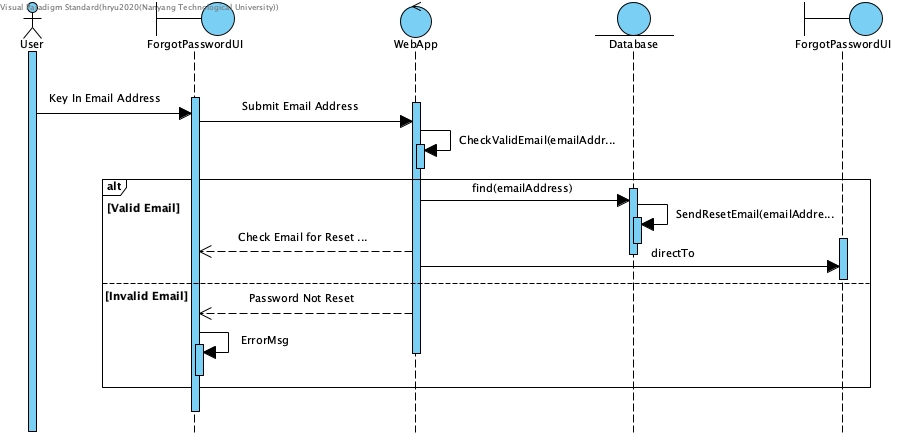 Visual Paradigm Standard(hryu2020(Nanyang Technological University))
User
ForgotPasswordUI
WebApp
Database
ForgotPasswordUI
Key In Email Address
Submit Email Address
CheckValidEmail(emailAddr...
alt
[Valid Email]
find(emailAddress)
SendResetEmail(emailAddre...
Check Email for Reset ...
directTo
[Invalid Email]
Password Not Reset
ErrorMsg